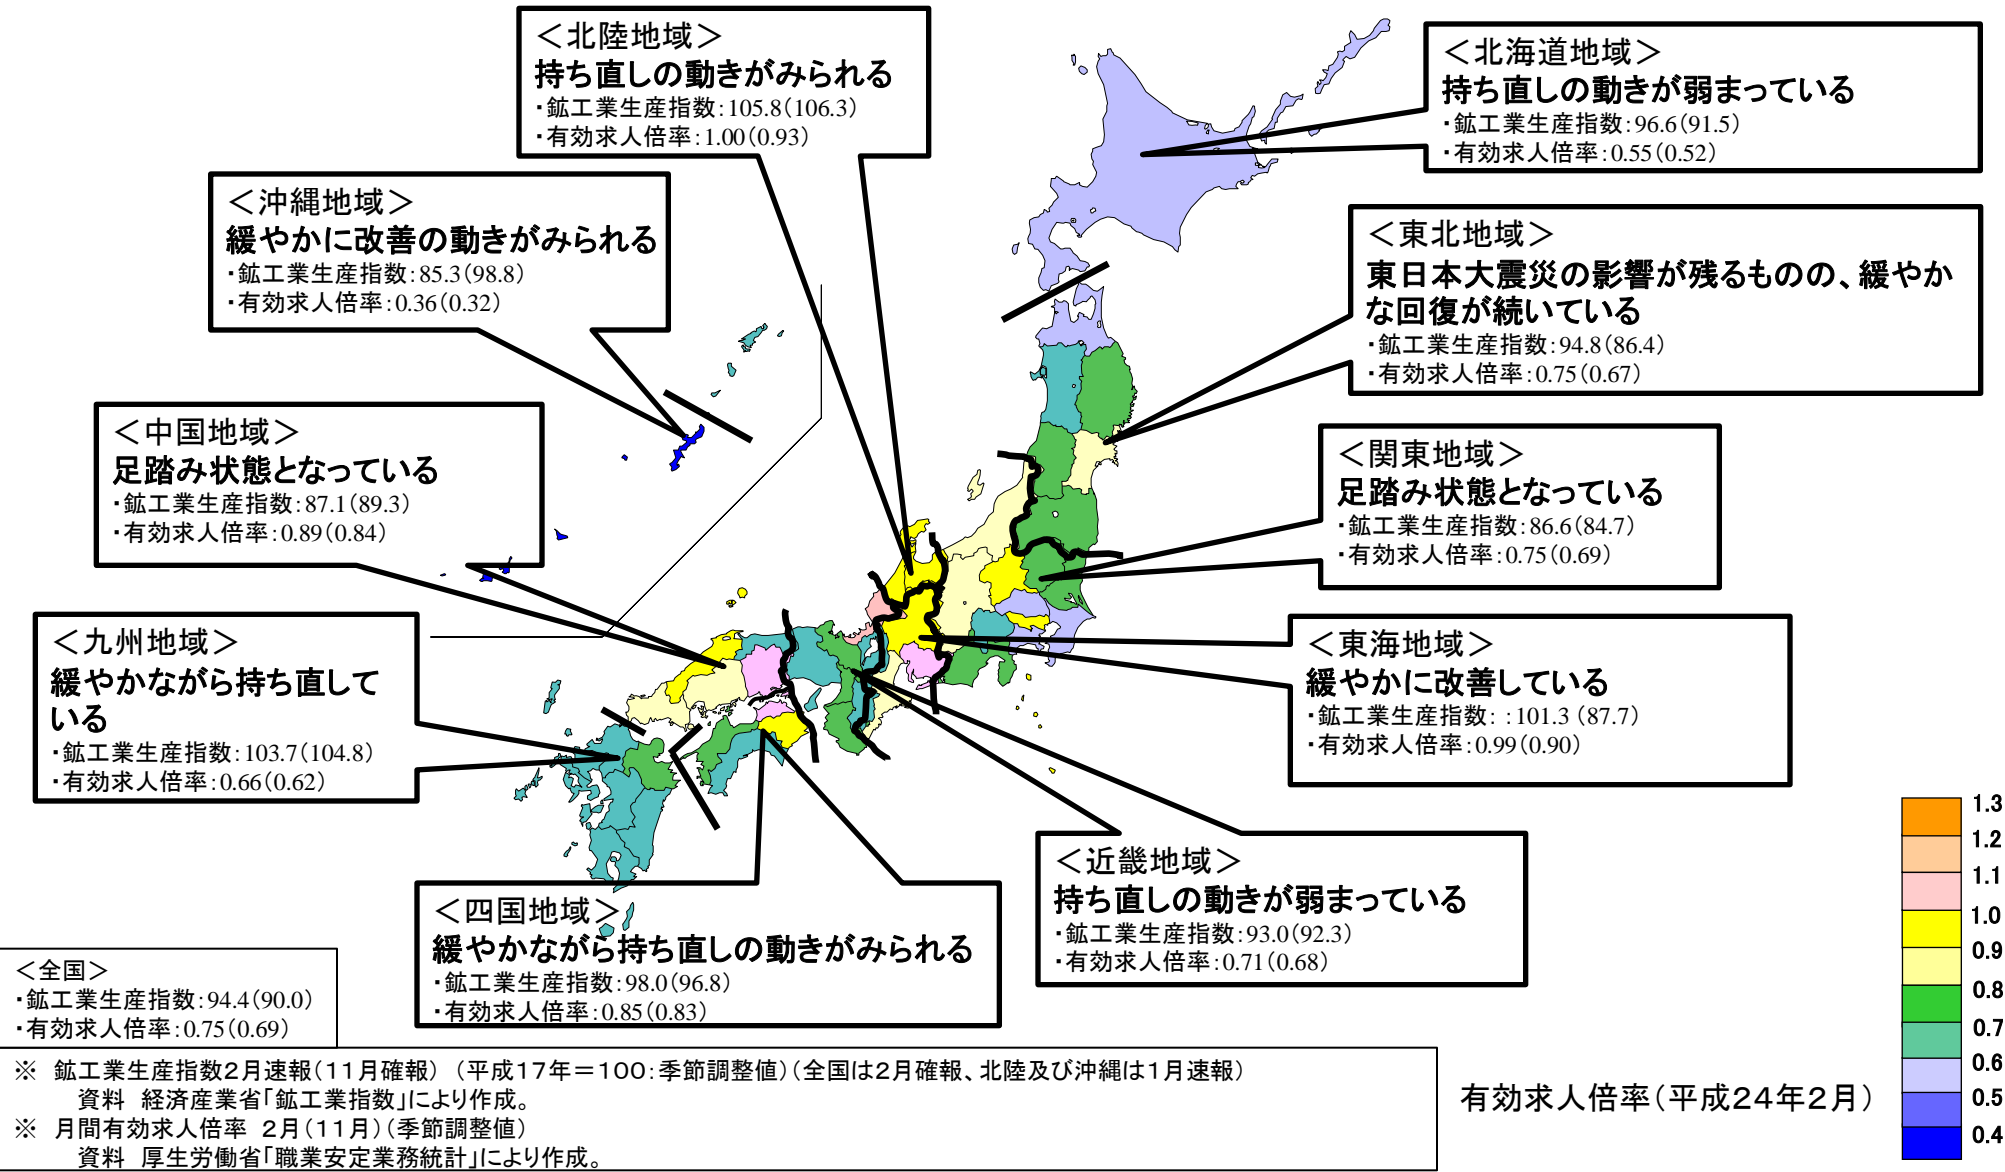 ＜北陸地域＞
持ち直しの動きがみられる
・鉱工業生産指数：105.8（106.3）
・有効求人倍率：1.00（0.93）
＜北海道地域＞
持ち直しの動きが弱まっている
・鉱工業生産指数：96.6（91.5）
・有効求人倍率：0.55（0.52）
＜沖縄地域＞
緩やかに改善の動きがみられる
・鉱工業生産指数：85.3（98.8）
・有効求人倍率：0.36（0.32）
＜東北地域＞
東日本大震災の影響が残るものの、緩やか
な回復が続いている
・鉱工業生産指数：94.8（86.4）
・有効求人倍率：0.75（0.67）
＜中国地域＞
足踏み状態となっている
・鉱工業生産指数：87.1（89.3）
・有効求人倍率：0.89（0.84）
＜関東地域＞
足踏み状態となっている
・鉱工業生産指数：86.6（84.7）
・有効求人倍率：0.75（0.69）
＜九州地域＞
緩やかながら持ち直して
いる
・鉱工業生産指数：103.7（104.8）
・有効求人倍率：0.66（0.62）
＜東海地域＞
緩やかに改善している
・鉱工業生産指数：：101.3（87.7）
・有効求人倍率：0.99（0.90）
＜近畿地域＞
持ち直しの動きが弱まっている
・鉱工業生産指数：93.0（92.3）
・有効求人倍率：0.71（0.68）
＜四国地域＞
緩やかながら持ち直しの動きがみられる
・鉱工業生産指数：98.0（96.8）
・有効求人倍率：0.85（0.83）
＜全国＞
・鉱工業生産指数：94.4（90.0）
・有効求人倍率：0.75（0.69）
※ 鉱工業生産指数2月速報（11月確報） （平成17年＝100：季節調整値）（全国は2月確報、北陸及び沖縄は1月速報）
資料 経済産業省「鉱工業指数」により作成。
※ 月間有効求人倍率 2月（11月）（季節調整値）
資料 厚生労働省「職業安定業務統計」により作成。
有効求人倍率（平成24年2月）
1.3
1.2
1.1
1.0
0.9
0.8
0.7
0.6
0.5
0.4